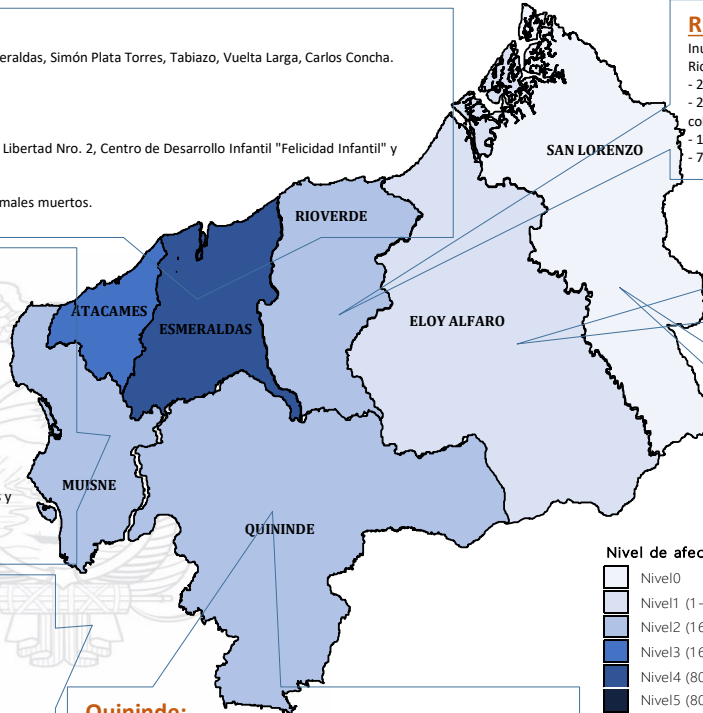 eraldas, Simón Plata Torres, Tabiazo, Vuelta Larga, Carlos Concha.
Libertad Nro. 2, Centro de Desarrollo Infantil "Felicidad Infantil" y
males muertos.
R
Inu
Rio
- 2
- 2
col
- 1
- 7
SAN LORENZO
RIOVERDE
ATACAMES
ESMERALDAS
ELOY ALFARO
MUISNE
s y
QUININDE
Nivel de afec
Nivel0
Nivel1 (1-
Nivel2 (16
Nivel3 (16
Nivel4 (80
Nivel5 (80
Quininde: